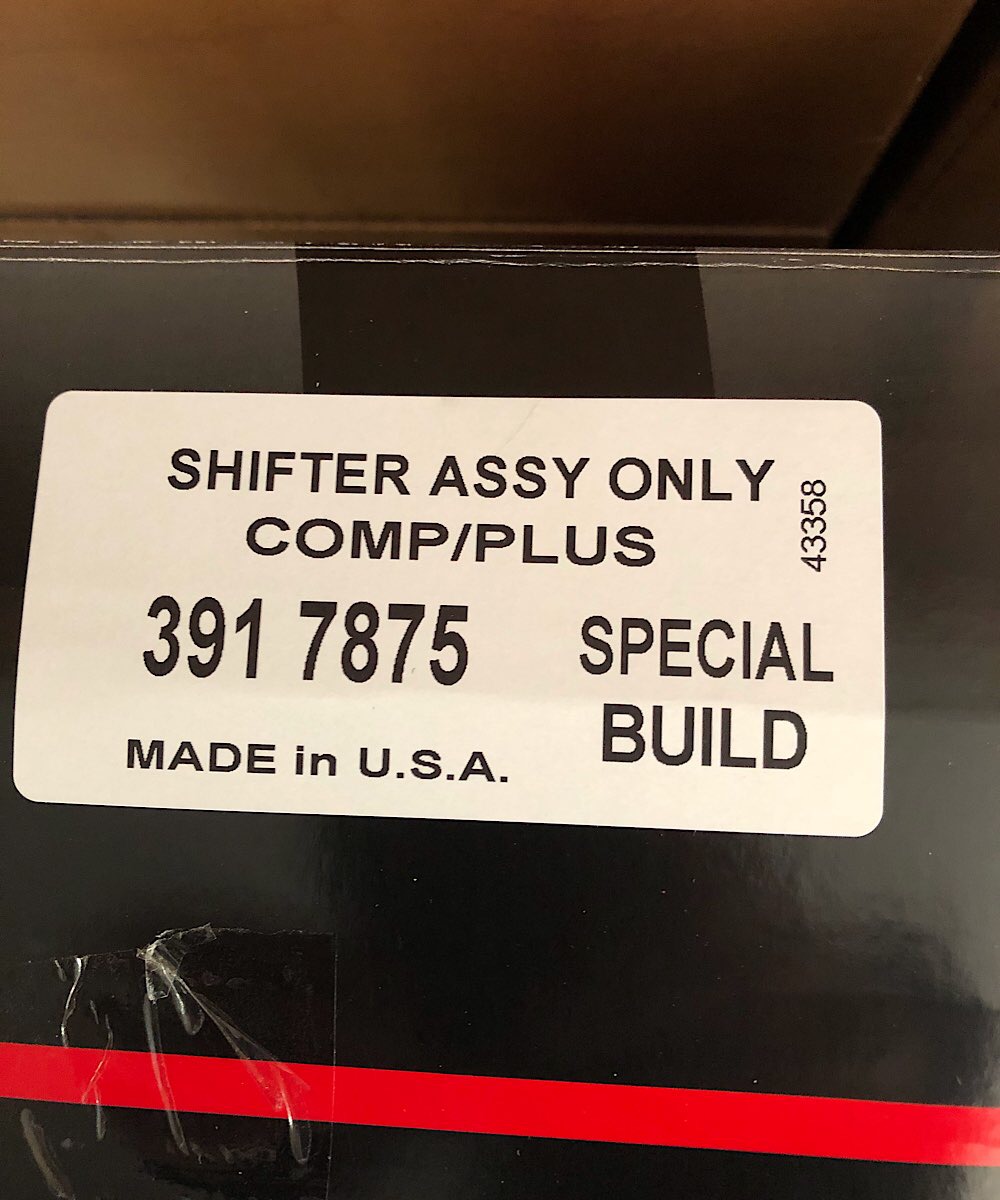 SHIFTER ASSY ONLY
COMP/PLUS
43358
391 7875
SPECIAL
BUILD
MADE in U.S.A.